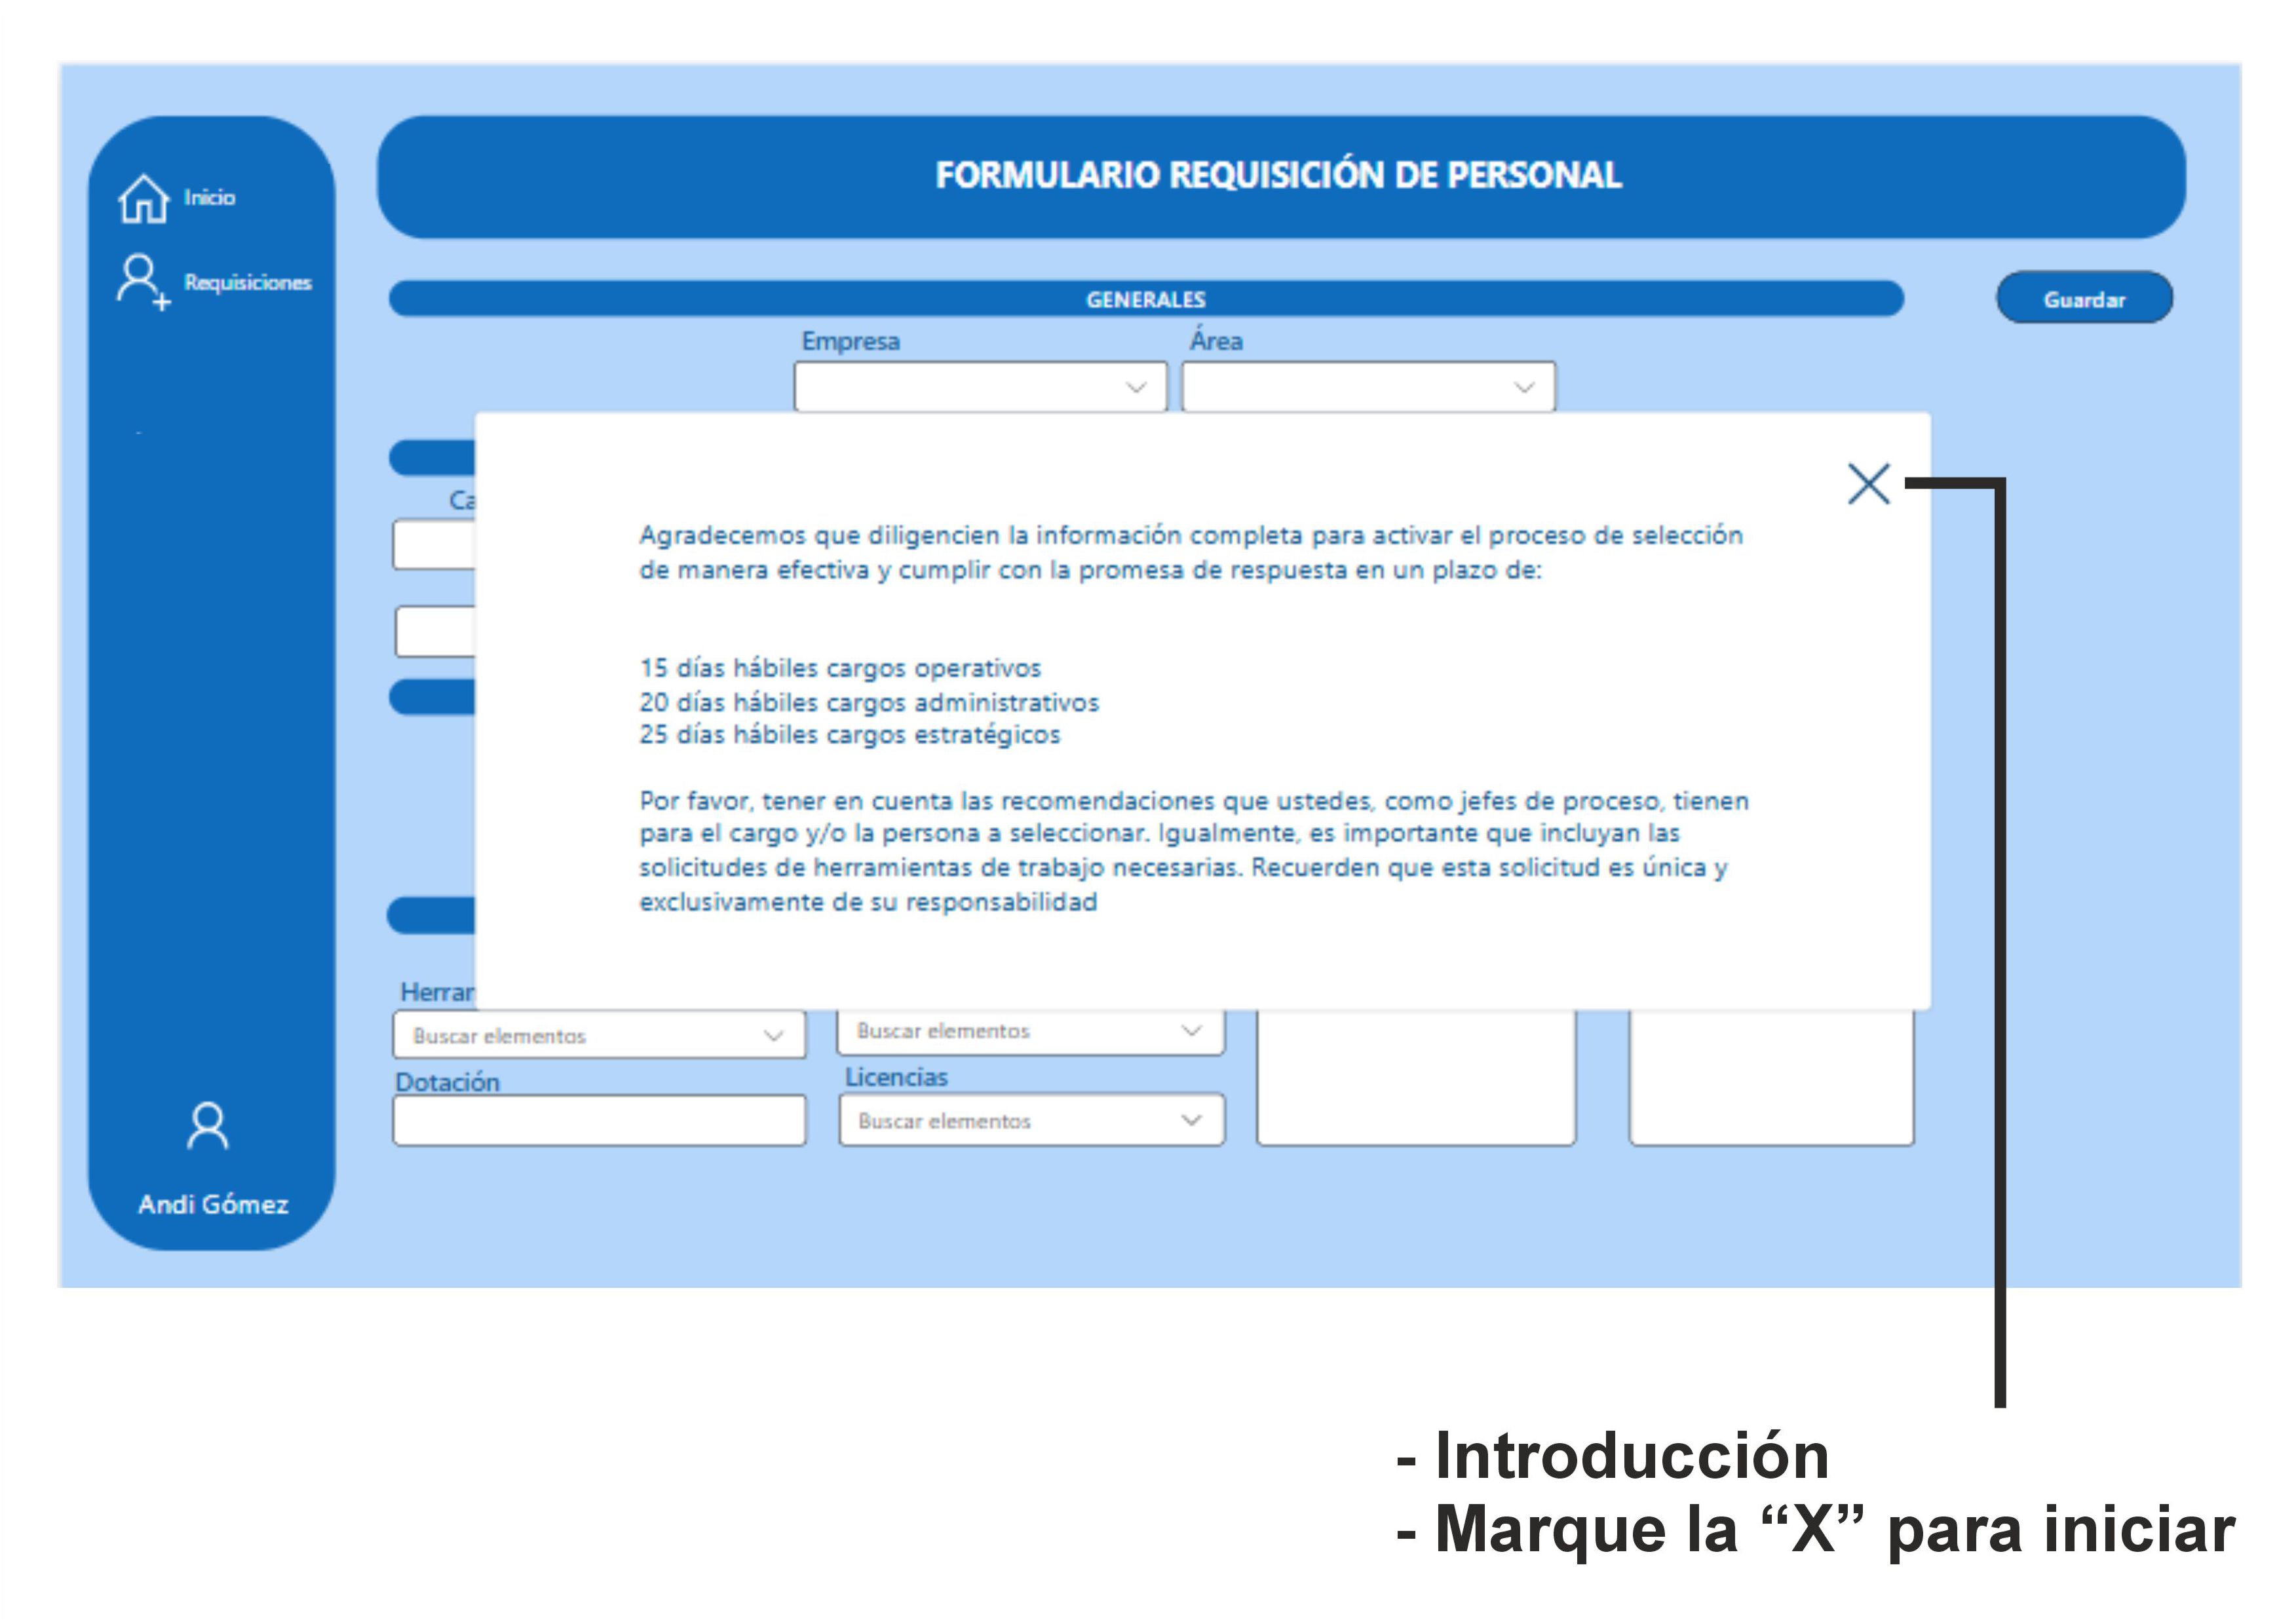 FORMULARIO REQUISICIÓN DE PERSONAL
Inicio
Requisiciones
GENERALES
Guardar
Empresa
Área
Agradecemos que diligencien la información completa para activar el proceso de selección
de manera efectiva y cumplir con la promesa de respuesta en un plazo de:
15 días hábiles cargos operativos
20 días hábiles cargos administrativos
25 días hábiles cargos estratégicos
Por favor, tener en cuenta las recomendaciones que ustedes, como jefes de proceso, tienen
para el cargo y/o la persona a seleccionar. Igualmente, es importante que incluyan las
solicitudes de herramientas de trabajo necesarias. Recuerden que esta solicitud es única y
exclusivamente de su responsabilidad
Buscar elementos
Buscar elementos
Dotación
Licencias
Buscar elementos
Andi Gómez
- Introducción
- Marque la “X” para iniciar